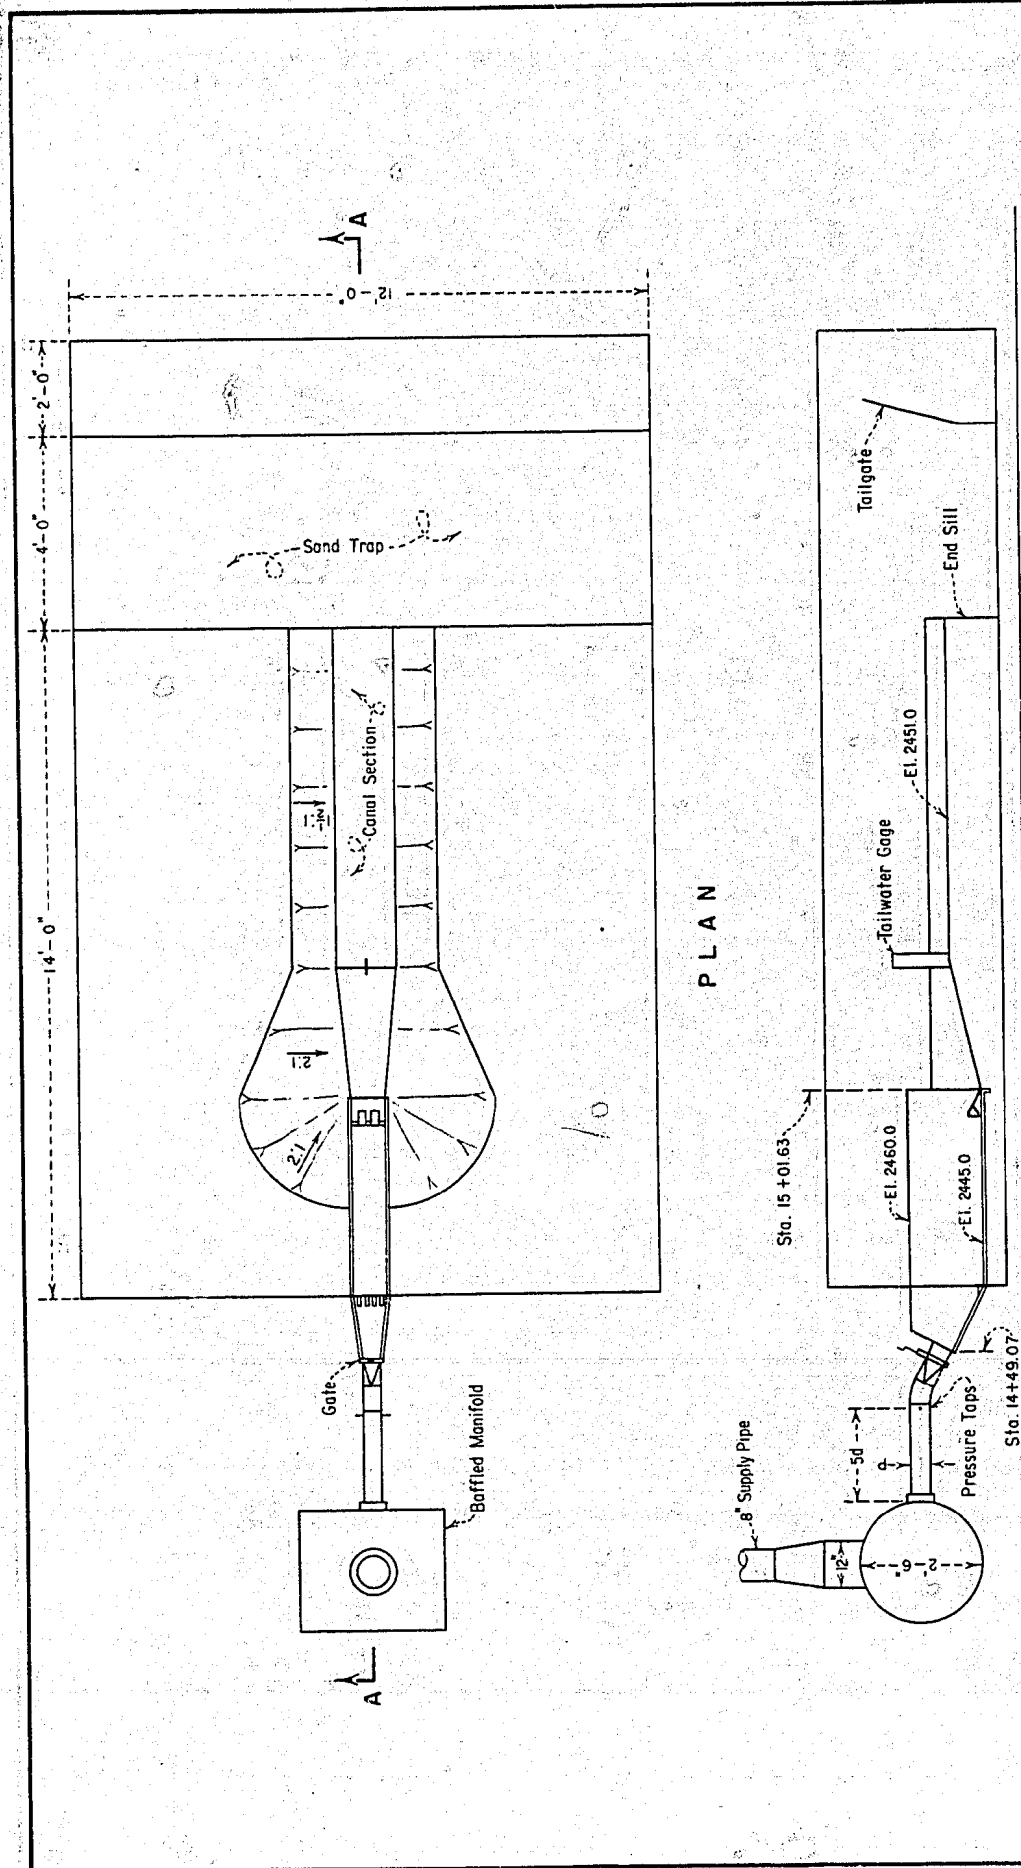 14'-0"
4'-0"
2'-0"
12'-0"
A
Sand Trap
Canal Section
1½:1
2:1
2:1
Gate
Baffled Manifold
A
PLAN
8" Supply Pipe
12"
2'-6"
5d
d
Pressure Taps
Sta. 14+49.07
Sta. 15+01.63
El. 2460.0
El. 2445.0
Tailwater Gage
El. 2451.0
End Sill
Tailgate
10